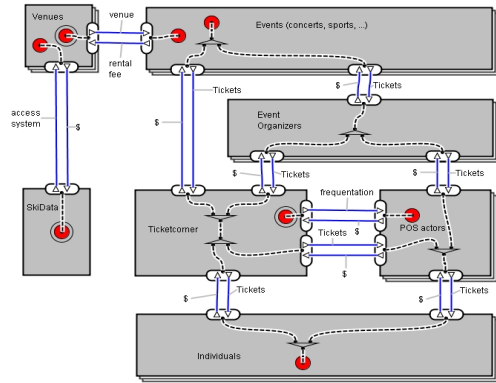 Venues
venue
rental
fee
Events (concerts, sports, ...)
access
system
$
$
Tickets
$
Tickets
Event
Organizers
$
Tickets
$
Tickets
SkiData
Ticketcorner
frequentation
$
Tickets
$
POS actors
$
Tickets
$
Tickets
Individuals